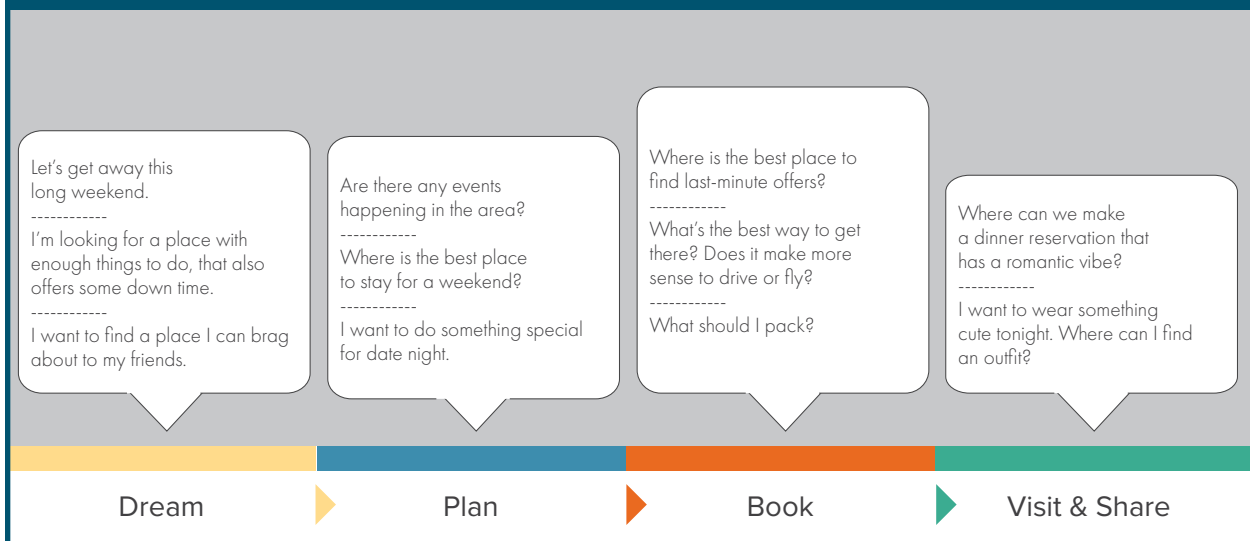 Let's get away this
long weekend.
------------
I'm looking for a place with
enough things to do, that also
offers some down time.
------------
I want to find a place I can brag
about to my friends.
Are there any events
happening in the area?
------------
Where is the best place
to stay for a weekend?
------------
I want to do something special
for date night.
Where is the best place to
find last-minute offers?
------------
What's the best way to get
there? Does it make more
sense to drive or fly?
------------
What should I pack?
Where can we make
a dinner reservation that
has a romantic vibe?
------------
I want to wear something
cute tonight. Where can I find
an outfit?
Dream
Plan
Book
Visit & Share